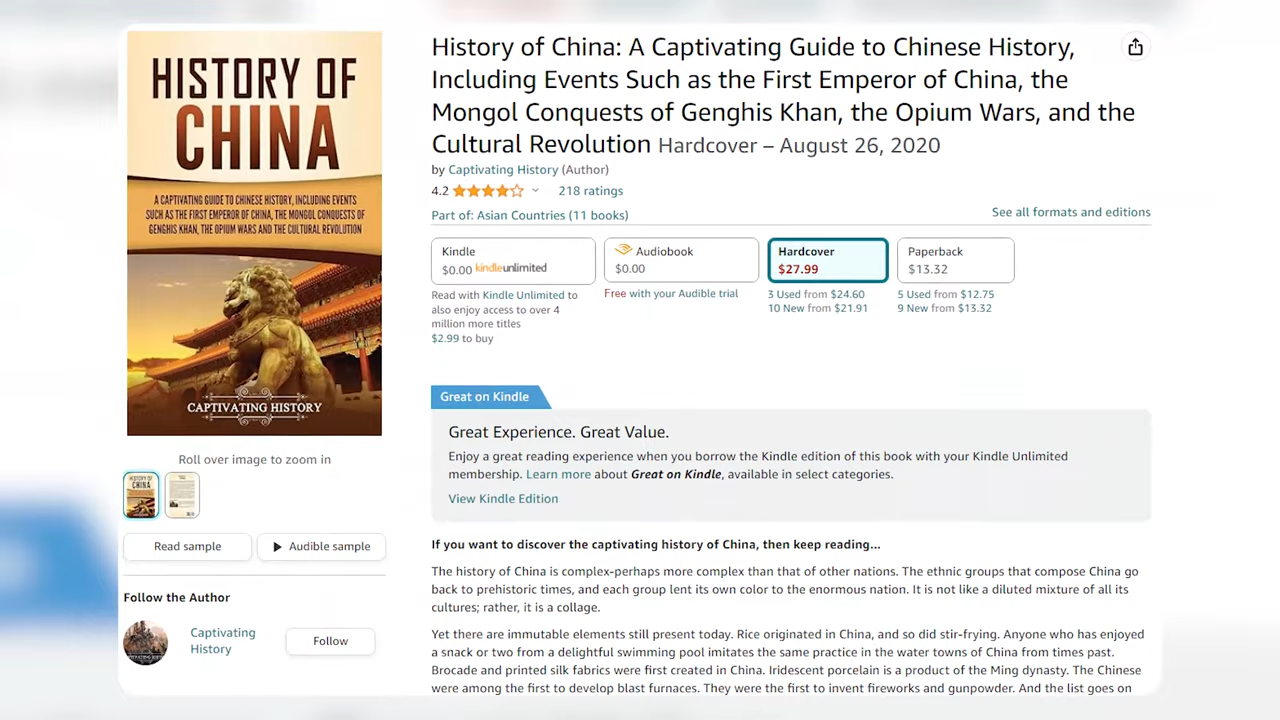 HISTORY OF
CHINA
A CAPTIVATING GUIDE TO CHINESE HISTORY, INCLUDING EVENTS
SUCH AS THE FIRST EMPEROR OF CHINA, THE MONGOL CONQUESTS OF
GENGHIS KHAN, THE OPIUM WARS AND THE CULTURAL REVOLUTION
CAPTIVATING HISTORY
Roll over image to zoom in
Read sample
Audible sample
Follow the Author
Captivating
History
Follow
History of China: A Captivating Guide to Chinese History,
Including Events Such as the First Emperor of China, the
Mongol Conquests of Genghis Khan, the Opium Wars, and the
Cultural Revolution Hardcover – August 26, 2020
by Captivating History (Author)
4.2 218 ratings
Part of: Asian Countries (11 books)
See all formats and editions
Kindle
$0.00 kindleunlimited
Read with Kindle Unlimited to
also enjoy access to over 4
million more titles
$2.99 to buy
Audiobook
$0.00
Free with your Audible trial
Hardcover
$27.99
3 Used from $24.60
10 New from $21.91
Paperback
$13.32
5 Used from $12.75
9 New from $13.32
Great on Kindle
Great Experience. Great Value.
Enjoy a great reading experience when you borrow the Kindle edition of this book with your Kindle Unlimited
membership. Learn more about Great on Kindle, available in select categories.
View Kindle Edition
If you want to discover the captivating history of China, then keep reading...
The history of China is complex-perhaps more complex than that of other nations. The ethnic groups that compose China go
back to prehistoric times, and each group lent its own color to the enormous nation. It is not like a diluted mixture of all its
cultures; rather, it is a collage.
Yet there are immutable elements still present today. Rice originated in China, and so did stir-frying. Anyone who has enjoyed
a snack or two from a delightful swimming pool imitates the same practice in the water towns of China from times past.
Brocade and printed silk fabrics were first created in China. Iridescent porcelain is a product of the Ming dynasty. The Chinese
were among the first to develop blast furnaces. They were the first to invent fireworks and gunpowder. And the list goes on